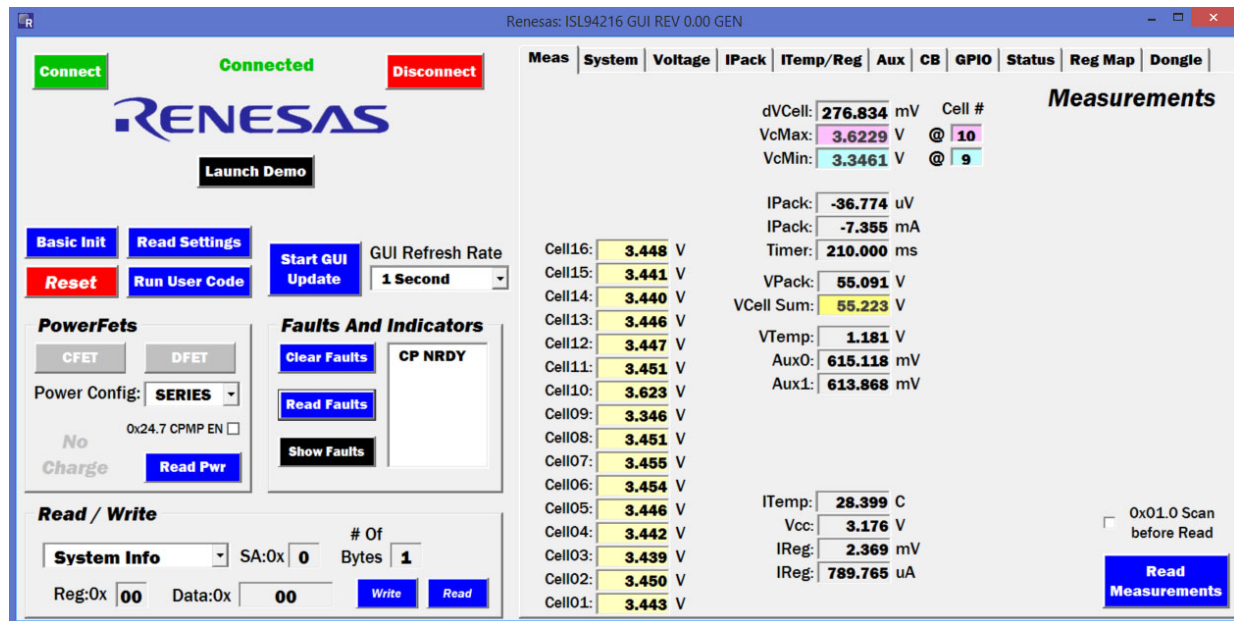 Renesas: ISL94216 GUI REV 0.00 GEN
Connect
Connected
Disconnect
RENESAS
Launch Demo
Basic Init
Read Settings
Reset
Run User Code
Start GUI
Update
GUI Refresh Rate
1 Second
PowerFets
CFET
DFET
Power Config: SERIES
0x24.7 CPMP EN
No
Charge
Read Pwr
Faults And Indicators
Clear Faults
Read Faults
Show Faults
CP NRDY
Read / Write
System Info
SA:0x 0
# Of
Bytes 1
Reg:0x 00
Data:0x 00
Write
Read
Meas System Voltage IPack ITemp/Reg Aux CB GPIO Status Reg Map Dongle
Measurements
dVCell: 276.834 mV Cell #
VcMax: 3.6229 V @ 10
VcMin: 3.3461 V @ 9
IPack: -36.774 uV
IPack: -7.355 mA
Timer: 210.000 ms
VPack: 55.091 V
VCell Sum: 55.223 V
VTemp: 1.181 V
Aux0: 615.118 mV
Aux1: 613.868 mV
Cell16: 3.448 V
Cell15: 3.441 V
Cell14: 3.440 V
Cell13: 3.446 V
Cell12: 3.447 V
Cell11: 3.451 V
Cell10: 3.623 V
Cell09: 3.346 V
Cell08: 3.451 V
Cell07: 3.455 V
Cell06: 3.454 V
Cell05: 3.446 V
Cell04: 3.442 V
Cell03: 3.439 V
Cell02: 3.450 V
Cell01: 3.443 V
ITemp: 28.399 C
Vcc: 3.176 V
IReg: 2.369 mV
IReg: 789.765 uA
0x01.0 Scan
before Read
Read
Measurements